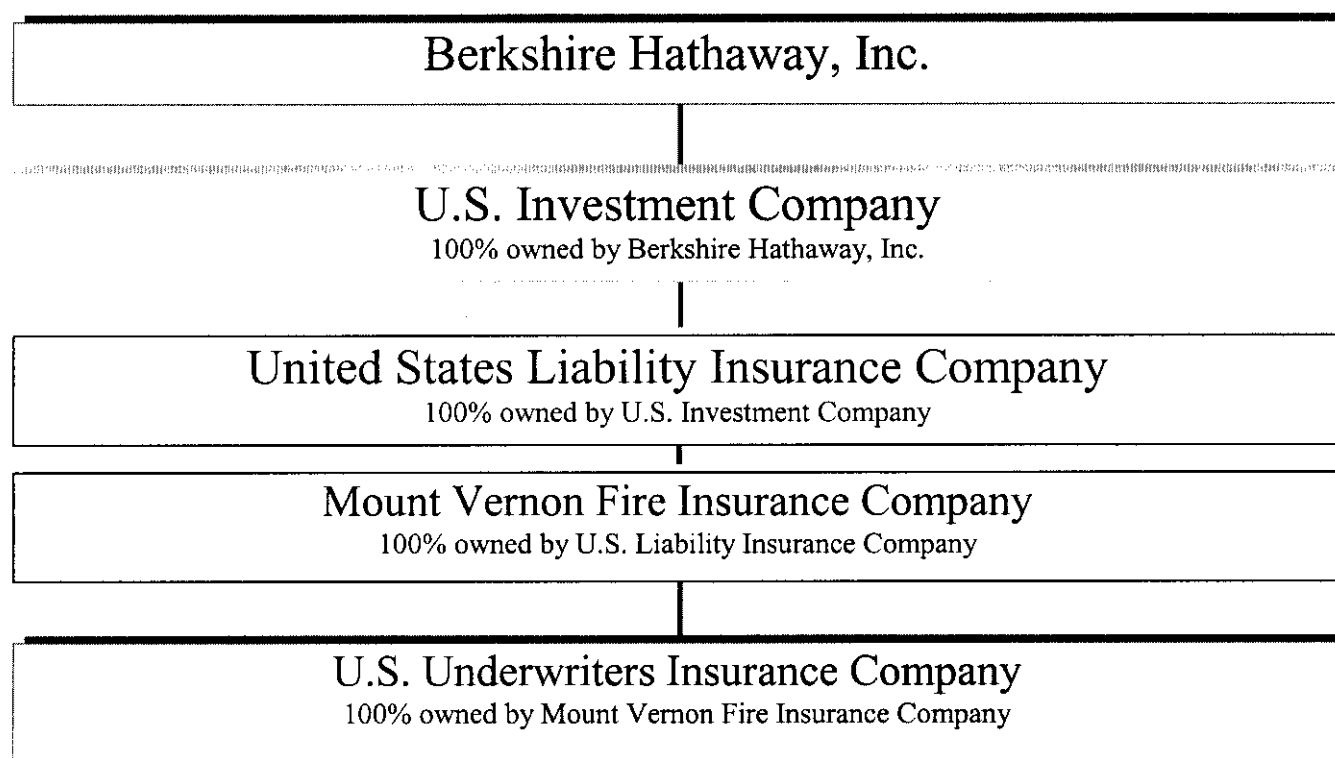 Berkshire Hathaway, Inc.
U.S. Investment Company
100% owned by Berkshire Hathaway, Inc.
United States Liability Insurance Company
100% owned by U.S. Investment Company
Mount Vernon Fire Insurance Company
100% owned by U.S. Liability Insurance Company
U.S. Underwriters Insurance Company
100% owned by Mount Vernon Fire Insurance Company